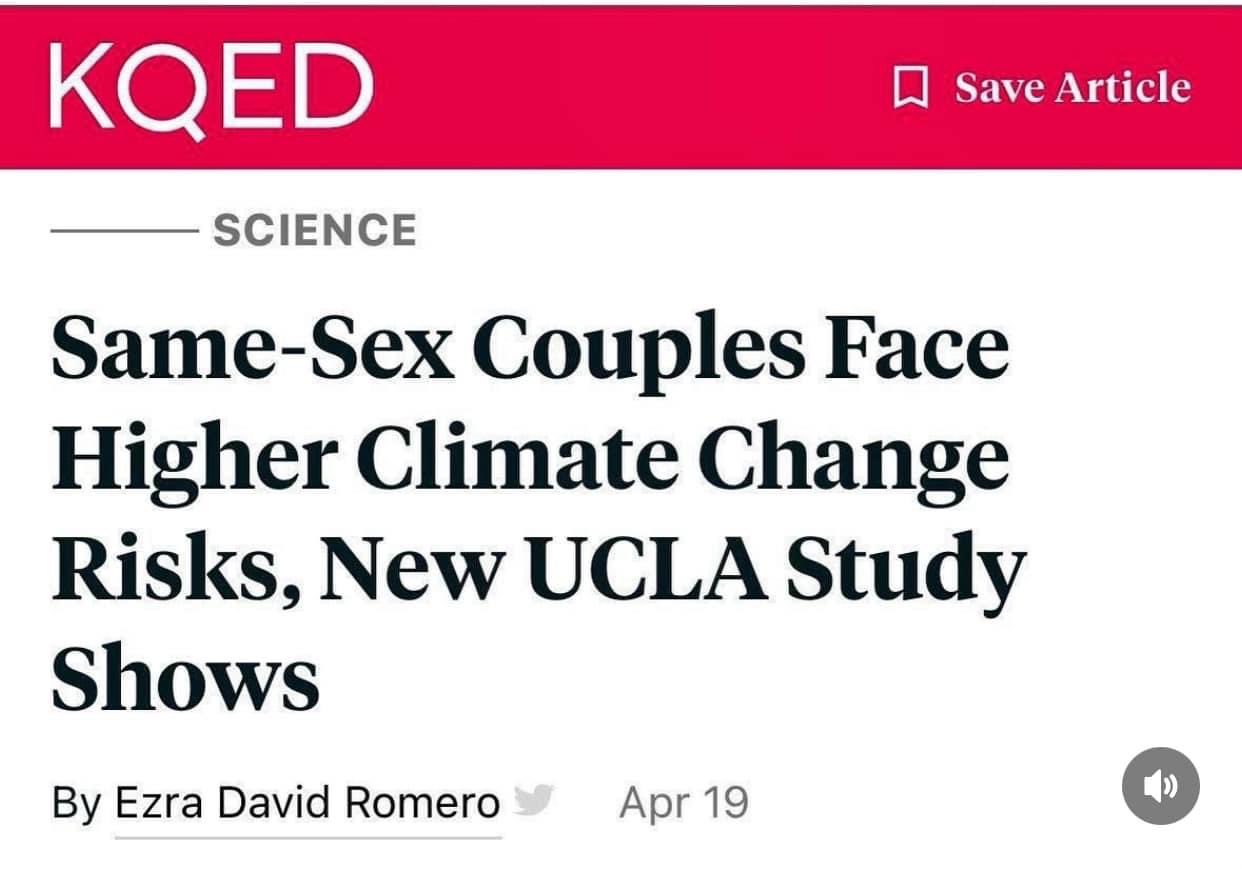 KQED
Save Article
SCIENCE
Same-Sex Couples Face
Higher Climate Change
Risks, New UCLA Study
Shows
By Ezra David Romero Apr 19